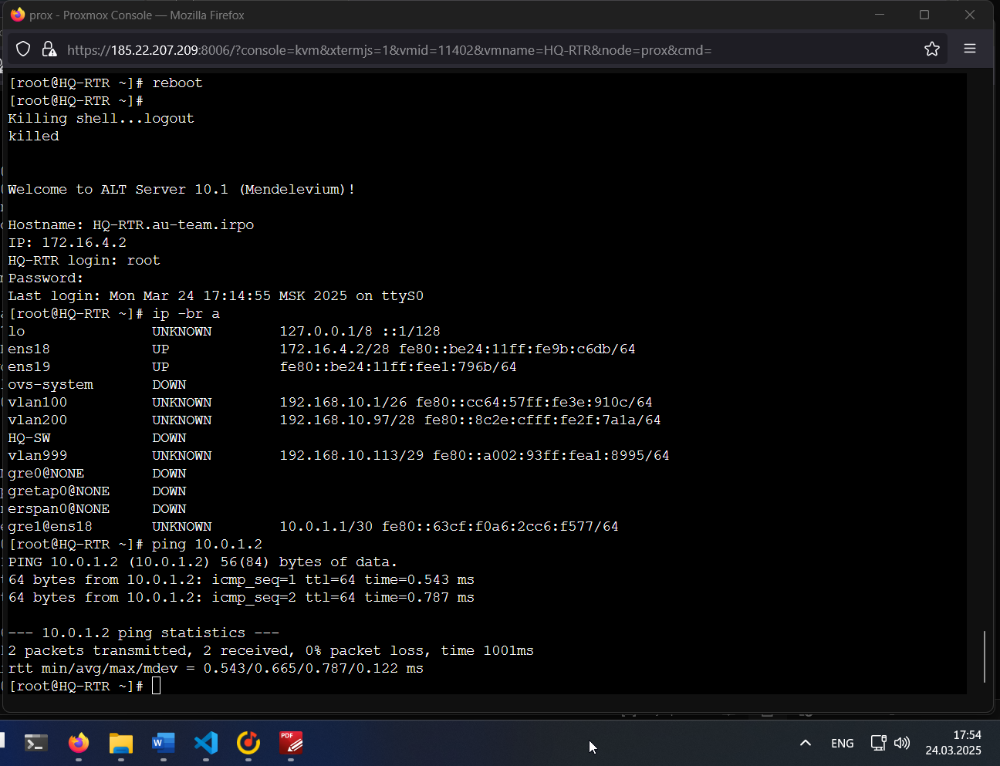 prox - Proxmox Console — Mozilla Firefox
https://185.22.207.209:8006/?console=kvm&xtermjs=1&vmid=11402&vmname=HQ-RTR&node=prox&cmd=
[root@HQ-RTR ~]# reboot
[root@HQ-RTR ~]#
Killing shell...logout
killed
Welcome to ALT Server 10.1 (Mendelevium)!
Hostname: HQ-RTR.au-team.irpo
IP: 172.16.4.2
HQ-RTR login: root
Password:
Last login: Mon Mar 24 17:14:55 MSK 2025 on ttyS0
[root@HQ-RTR ~]# ip -br a
lo UNKNOWN 127.0.0.1/8 ::1/128
ens18 UP 172.16.4.2/28 fe80::be24:11ff:fe9b:c6db/64
ens19 UP fe80::be24:11ff:fee1:796b/64
ovs-system DOWN
vlan100 UNKNOWN 192.168.10.1/26 fe80::cc64:57ff:fe3e:910c/64
vlan200 UNKNOWN 192.168.10.97/28 fe80::8c2e:cfff:fe2f:7a1a/64
HQ-SW DOWN
vlan999 UNKNOWN 192.168.10.113/29 fe80::a002:93ff:fea1:8995/64
gre0@NONE DOWN
gretap0@NONE DOWN
erspan0@NONE DOWN
gre1@ens18 UNKNOWN 10.0.1.1/30 fe80::63cf:f0a6:2cc6:f577/64
[root@HQ-RTR ~]# ping 10.0.1.2
PING 10.0.1.2 (10.0.1.2) 56(84) bytes of data.
64 bytes from 10.0.1.2: icmp_seq=1 ttl=64 time=0.543 ms
64 bytes from 10.0.1.2: icmp_seq=2 ttl=64 time=0.787 ms
--- 10.0.1.2 ping statistics ---
2 packets transmitted, 2 received, 0% packet loss, time 1001ms
rtt min/avg/max/mdev = 0.543/0.665/0.787/0.122 ms
[root@HQ-RTR ~]#
PDF
ENG
17:54
24.03.2025